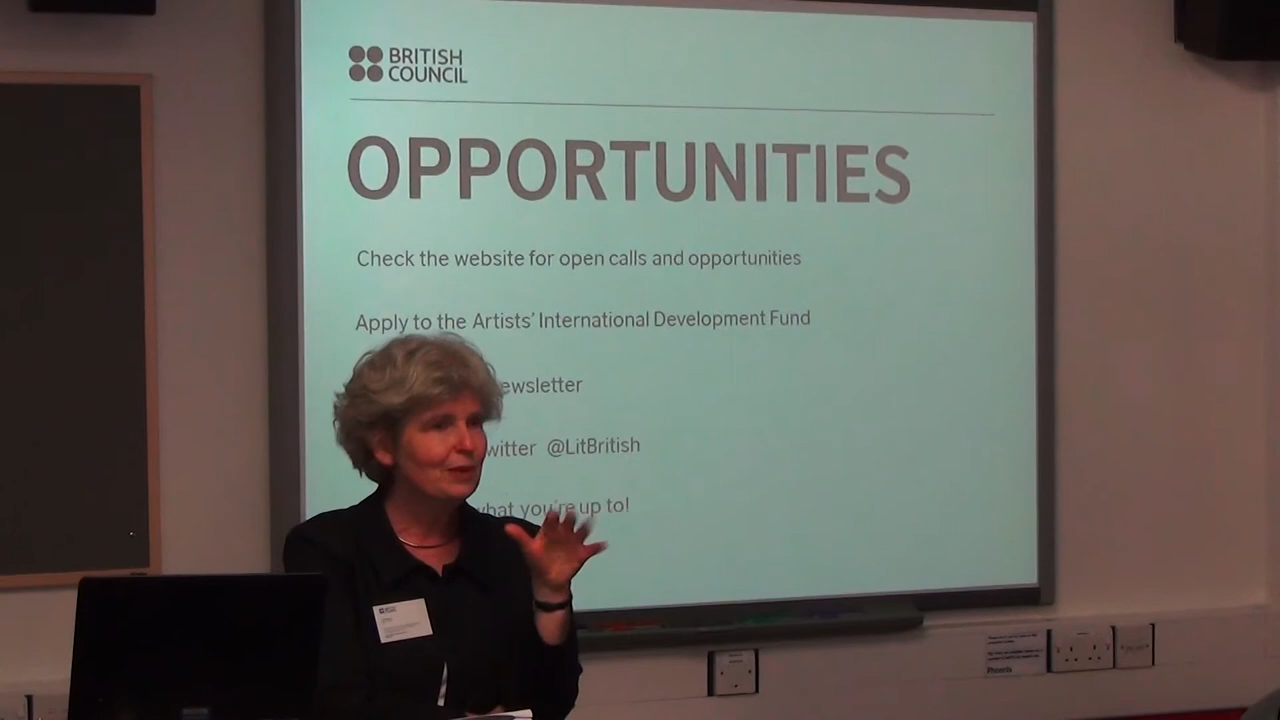 BRITISH
COUNCIL
OPPORTUNITIES
Check the website for open calls and opportunities
Apply to the Artists' International Development Fund
ewsletter
witter @LitBritish
what you're up to!